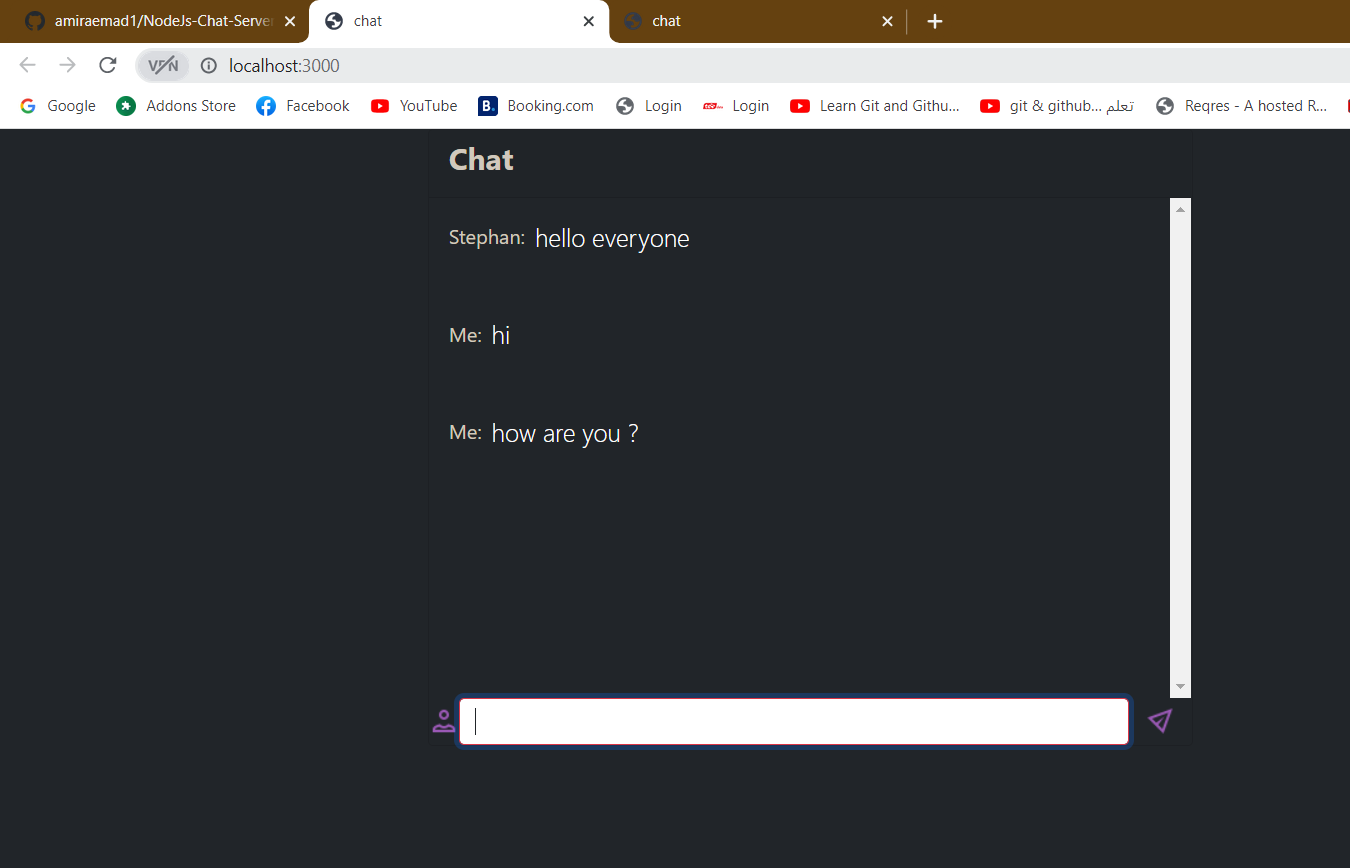 amiraemad1/NodeJs-Chat-Server
chat
chat
VPN
localhost:3000
Google
Addons Store
Facebook
YouTube
B. Booking.com
Login
Login
Learn Git and Githu...
git & github... تعلم
Reqres - A hosted R...
Chat
Stephan: hello everyone
Me: hi
Me: how are you ?